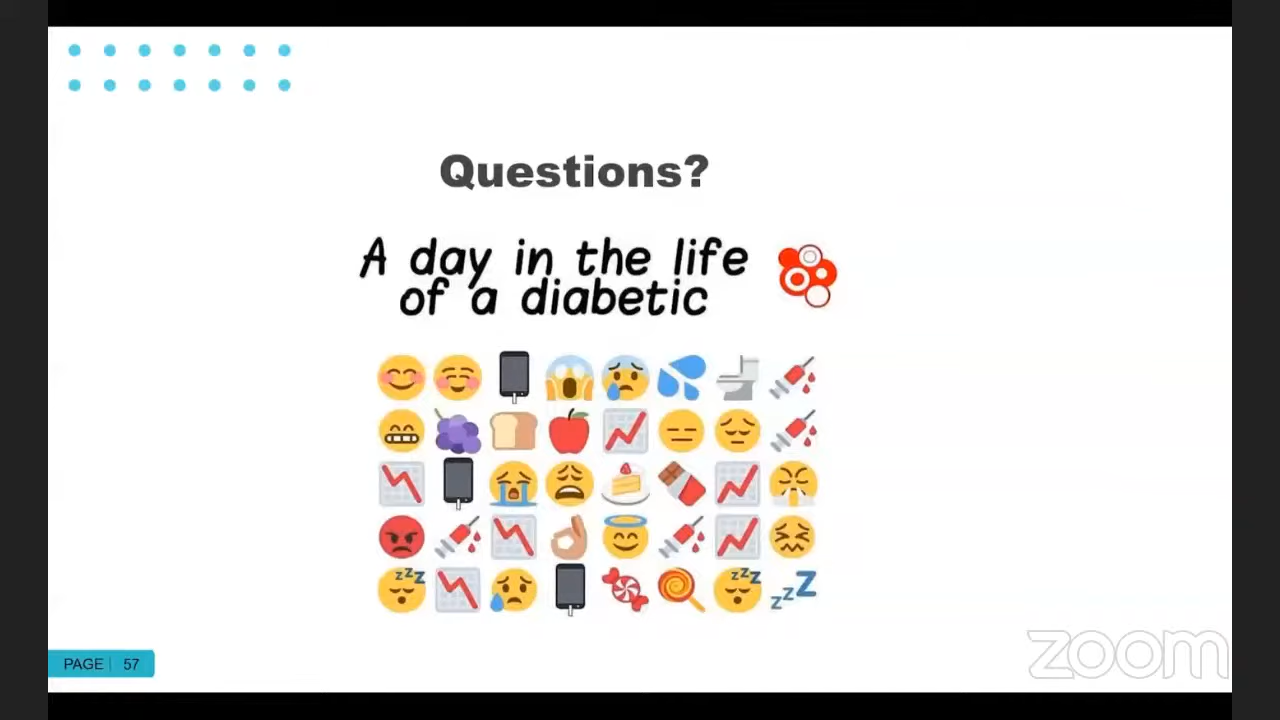 Questions?
A day in the life
of a diabetic
PAGE 57
zoom